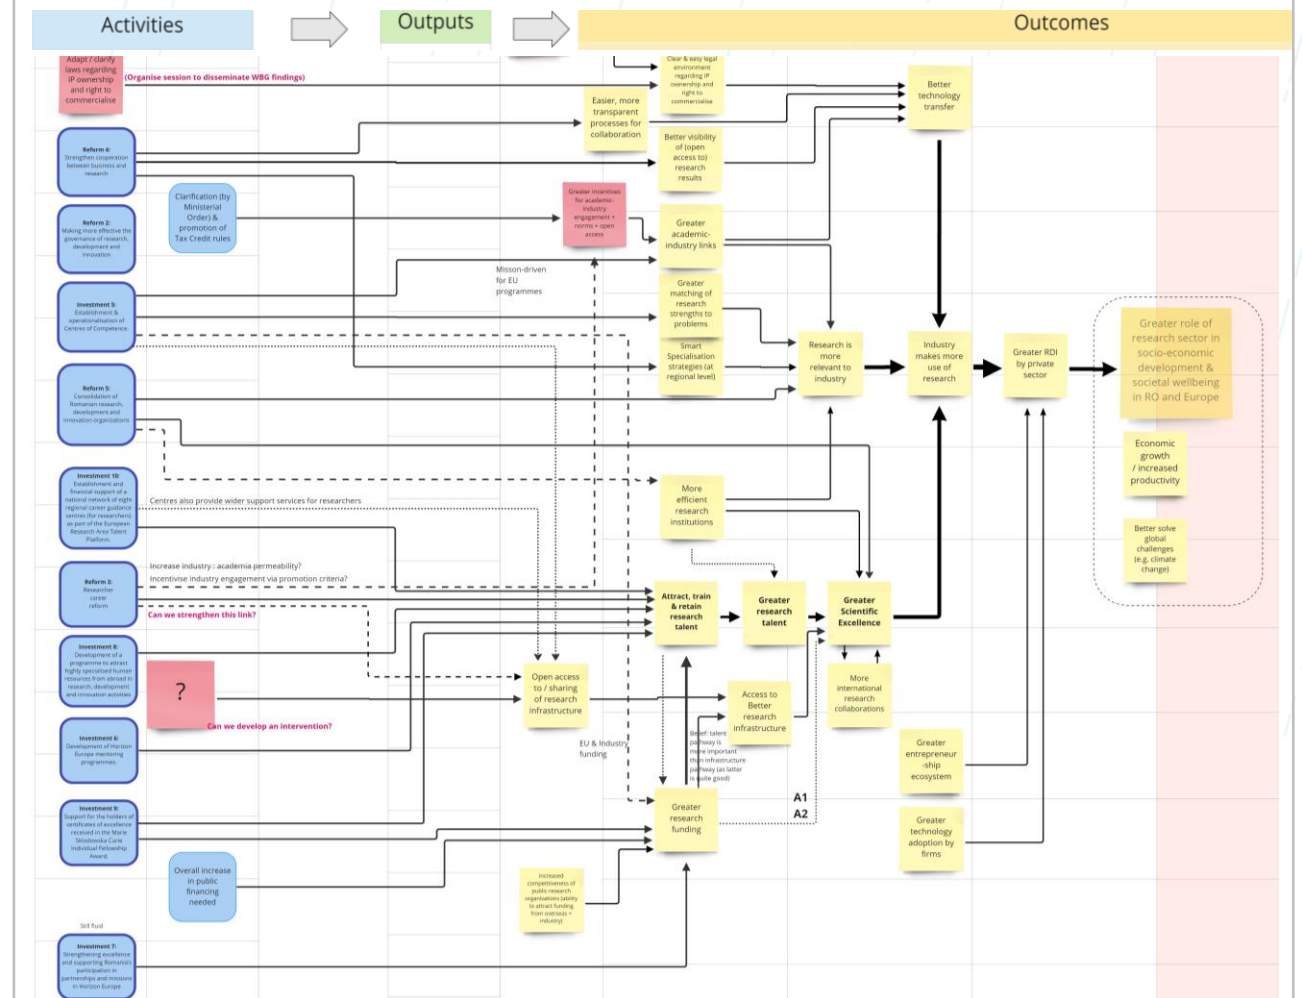 Activities
Outputs
Outcomes
Adapt / clarify
laws regarding
IP ownership
and right to
commercialise
(Organise session to disseminate WBG findings)
Clear & easy legal
environment
regarding IP
ownership and
right to
commercialise
Better
technology
transfer
Easier, more
transparent
processes for
collaboration
Reform 4:
Strengthen cooperation
between business and
research
Better visibility
of (open
access to)
research
results
Clarification (by
Ministerial
Order) &
promotion of
Tax Credit rules
Greater incentives
for academic-
industry
engagement +
norms + open
access
Reform 2:
Making more effective the
governance of research,
development and
innovation
Greater
academic-
industry links
Misson-driven
for EU
programmes
Investment 5:
Establishment &
operationalisation of
Centres of Competence.
Greater
matching of
research
strengths to
problems
Smart
Specialisation
strategies (at
regional level)
Research is
more
relevant to
industry
Industry
makes more
use of
research
Greater RDI
by private
sector
Greater role of
research sector in
socio-economic
development &
societal wellbeing
in RO and Europe
Reform 5:
Consolidation of
Romanian research,
development and
innovation organizations.
Economic
growth
/ increased
productivity
Better solve
global
challenges
(e.g. climate
change)
Investment 10:
Establishment and
financial support of a
national network of eight
regional career guidance
centres (for researchers)
as part of the European
Research Area Talent
Platform.
Centres also provide wider support services for researchers
More
efficient
research
institutions
Increase industry : academia permeability?
Incentivise industry engagement via promotion criteria?
Reform 3:
Researcher
career
reform
Can we strengthen this link?
Attract, train
& retain
research
talent
Greater
research
talent
Greater
Scientific
Excellence
Investment 8:
Development of a
programme to attract
highly specialised human
resources from abroad in
research, development
and innovation activities
?
Can we develop an intervention?
Open access
to / sharing
of research
infrastructure
Access to
Better
research
infrastructure
More
international
research
collaborations
EU & Industry
funding
Belief: talent
pathway is
more important
than infrastructure
pathway (as latter
is quite good)
Investment 6:
Development of Horizon
Europe mentoring
programmes.
Greater
entrepreneur
-ship
ecosystem
A1
A2
Investment 9:
Support for the holders of
certificates of excellence
received in the Marie
Sklodowska Curie
Individual Fellowship
Award.
Greater
research
funding
Greater
technology
adoption by
firms
Overall increase
in public
financing
needed
Increased
competitiveness of
public research
organisations (ability
to attract funding
from overseas +
industry)
Still fluid
Investment 7:
Strengthening excellence
and supporting Romania's
participation in
partnerships and missions
in Horizon Europe.